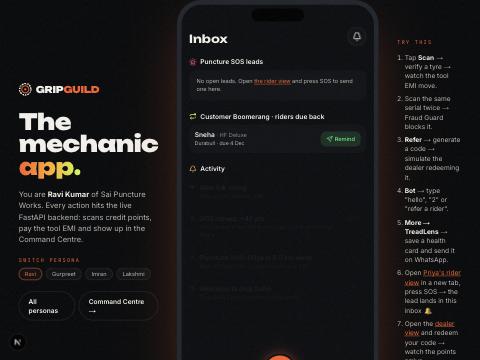 GRIPGUILD
The
mechanic
app.
You are Ravi Kumar of Sai Puncture
Works. Every action hits the live
FastAPI backend: scans credit points,
pay the tool EMI and show up in the
Command Centre.
SWITCH PERSONA
Ravi
Gurpreet
Imran
Lakshmi
All
personas
Command Centre
→
N
Inbox
Puncture SOS leads
No open leads. Open the rider view and press SOS to send
one here.
Customer Boomerang · riders due back
Sneha · HF Deluxe
Durabull · due 4 Dec
Remind
Activity
TRY THIS
1. Tap Scan →
verify a tyre →
watch the tool
EMI move.
2. Scan the same
serial twice →
Fraud Guard
blocks it.
3. Refer → generate
a code →
simulate the
dealer redeeming
it.
4. Bot → type
"hello", "2" or
"refer a rider".
5. More →
TreadLens →
save a health
card and send it
on WhatsApp.
6. Open Priya's rider
view in a new tab,
press SOS → the
lead lands in this
inbox 🔔
7. Open the dealer
view and redeem
your code →
watch the points